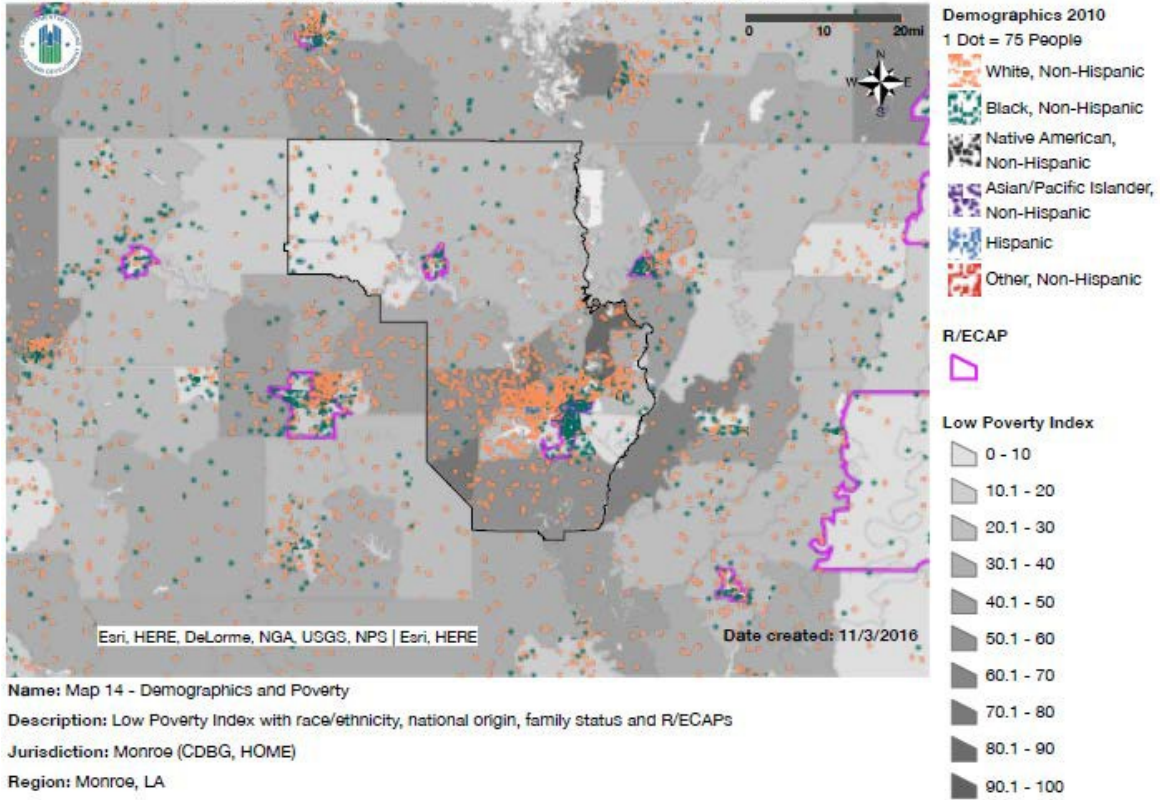 0 10 20mi
N
W E
S
Esri, HERE, DeLorme, NGA, USGS, NPS | Esri, HERE
Date created: 11/3/2016
Demographics 2010
1 Dot = 75 People
White, Non-Hispanic
Black, Non-Hispanic
Native American,
Non-Hispanic
Asian/Pacific Islander,
Non-Hispanic
Hispanic
Other, Non-Hispanic
R/ECAP
Low Poverty Index
0 - 10
10.1 - 20
20.1 - 30
30.1 - 40
40.1 - 50
50.1 - 60
60.1 - 70
70.1 - 80
80.1 - 90
90.1 - 100
Name: Map 14 - Demographics and Poverty
Description: Low Poverty Index with race/ethnicity, national origin, family status and R/ECAPs
Jurisdiction: Monroe (CDBG, HOME)
Region: Monroe, LA